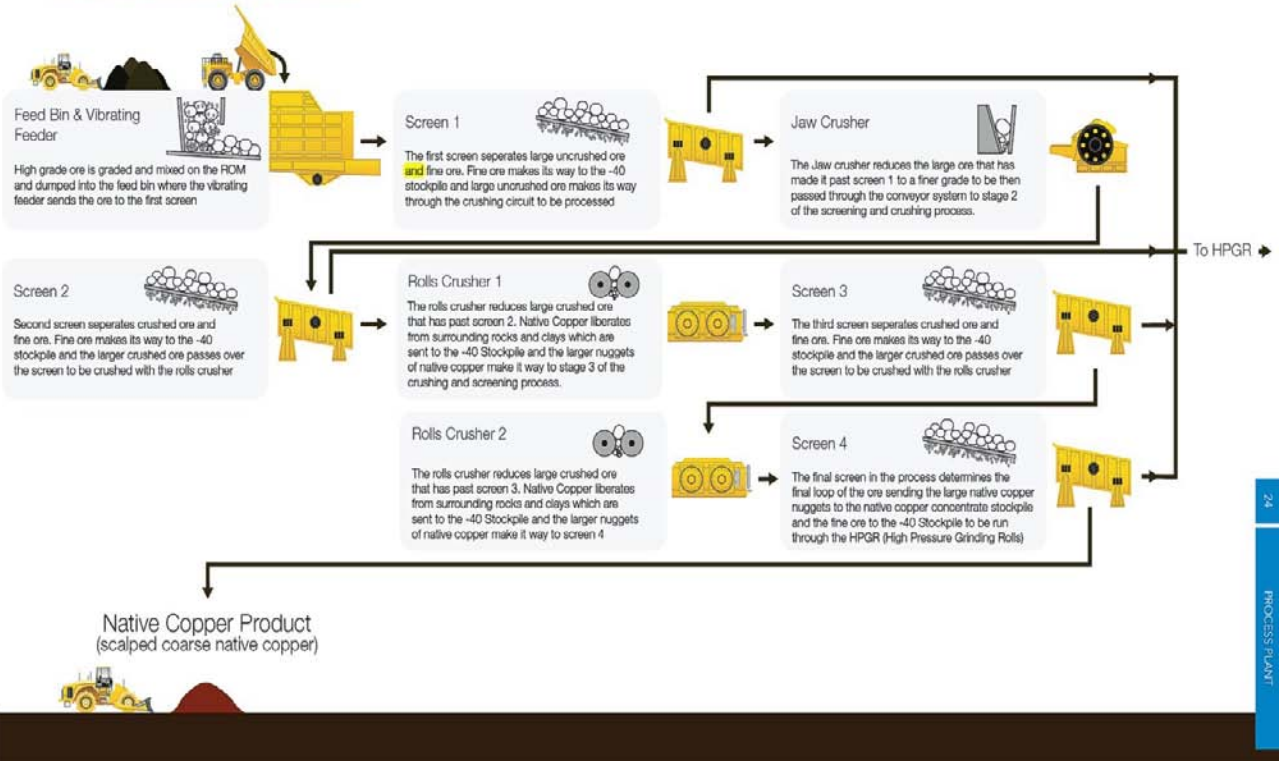 Feed Bin & Vibrating
Feeder
High grade ore is graded and mixed on the ROM
and dumped into the feed bin where the vibrating
feeder sends the ore to the first screen
Screen 1
The first screen seperates large uncrushed ore
and fine ore. Fine ore makes its way to the -40
stockpile and large uncrushed ore makes its way
through the crushing circuit to be processed
Jaw Crusher
The Jaw crusher reduces the large ore that has
made it past screen 1 to a finer grade to be then
passed through the conveyor system to stage 2
of the screening and crushing process.
To HPGR
Screen 2
Second screen seperates crushed ore and
fine ore. Fine ore makes its way to the -40
stockpile and the larger crushed ore passes over
the screen to be crushed with the rolls crusher
Rolls Crusher 1
The rolls crusher reduces large crushed ore
that has past screen 2. Native Copper liberates
from surrounding rocks and clays which are
sent to the -40 Stockpile and the larger nuggets
of native copper make it way to stage 3 of the
crushing and screening process.
Screen 3
The third screen seperates crushed ore and
fine ore. Fine ore makes its way to the -40
stockpile and the larger crushed ore passes over
the screen to be crushed with the rolls crusher
Rolls Crusher 2
The rolls crusher reduces large crushed ore
that has past screen 3. Native Copper liberates
from surrounding rocks and clays which are
sent to the -40 Stockpile and the larger nuggets
of native copper make it way to screen 4
Screen 4
The final screen in the process determines the
final loop of the ore sending the large native copper
nuggets to the native copper concentrate stockpile
and the fine ore to the -40 Stockpile to be run
through the HPGR (High Pressure Grinding Rolls)
Native Copper Product
(scalped coarse native copper)
24
PROCESS PLANT